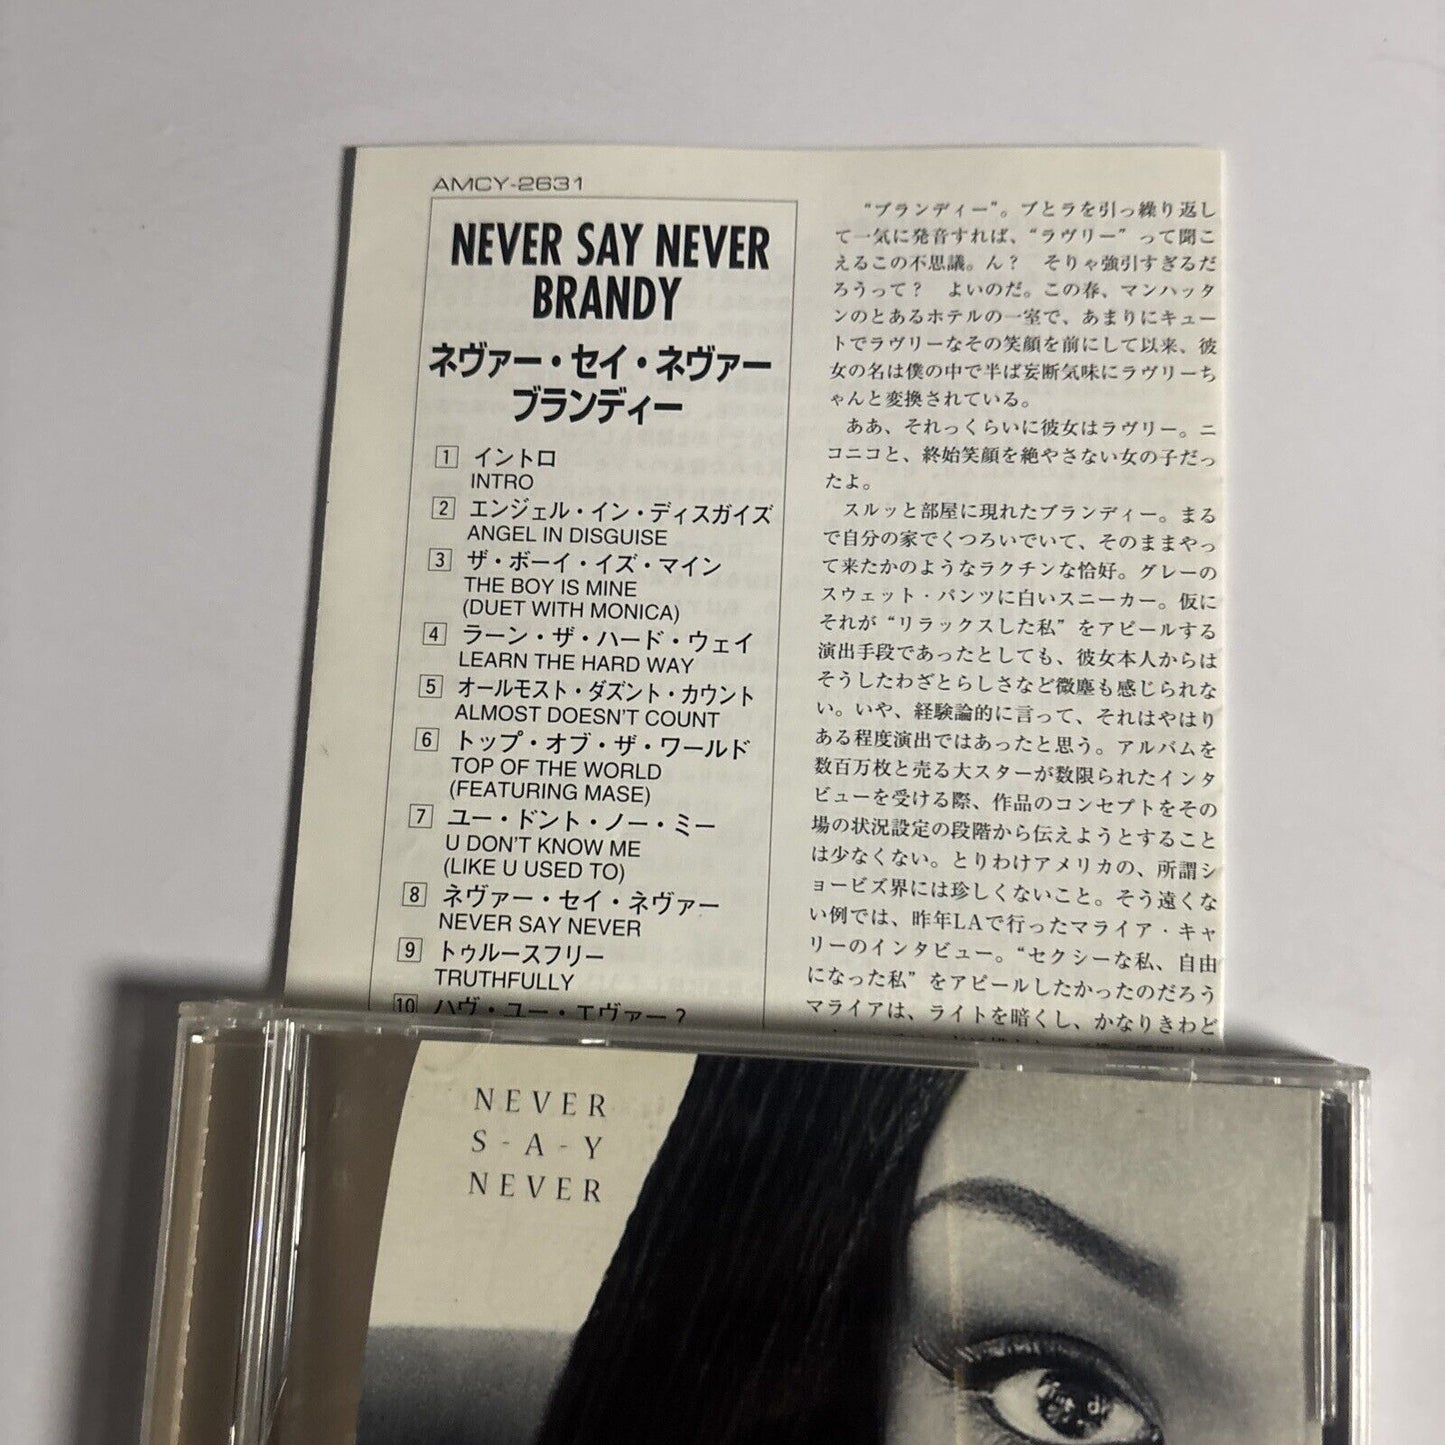 AMCY-2631
NEVER SAY NEVER
BRANDY
ネヴァー・セイ・ネヴァー
ブランディー
1 イントロ
INTRO
2 エンジェル・イン・ディスガイズ
ANGEL IN DISGUISE
3 ザ・ボーイ・イズ・マイン
THE BOY IS MINE
(DUET WITH MONICA)
4 ラーン・ザ・ハード・ウェイ
LEARN THE HARD WAY
5 オールモスト・ダズント・カウント
ALMOST DOESN'T COUNT
6 トップ・オブ・ザ・ワールド
TOP OF THE WORLD
(FEATURING MASE)
7 ユー・ドント・ノー・ミー
U DON'T KNOW ME
(LIKE U USED TO)
8 ネヴァー・セイ・ネヴァー
NEVER SAY NEVER
9 トゥルースフリー
TRUTHFULLY
10 ハヴ・ユー・エヴァー？
“ブランディー”。ブとラを引っ繰り返し
て一気に発音すれば、“ラヴリー” って聞こ
えるこの不思議。ん？　そりゃ強引すぎるだ
ろうって？　よいのだ。この春、マンハッタ
ンのとあるホテルの一室で、あまりにキュー
トでラヴリーなその笑顔を前にして以来、彼
女の名は僕の中で半ば妄断気味にラヴリーち
ゃんと変換されている。
ああ、それっくらいに彼女はラヴリー。ニ
コニコと、終始笑顔を絶やさない女の子だっ
たよ。
スルッと部屋に現れたブランディー。まる
で自分の家でくつろいでいて、そのままやっ
て来たかのようなラクチンな恰好。グレーの
スウェット・パンツに白いスニーカー。仮に
それが “リラックスした私” をアピールする
演出手段であったとしても、彼女本人からは
そうしたわざとらしさなど微塵も感じられな
い。いや、経験論的に言って、それはやはり
ある程度演出ではあったと思う。アルバムを
数百万枚と売る大スターが数限られたインタ
ビューを受ける際、作品のコンセプトをその
場の状況設定の段階から伝えようとすること
は少なくない。とりわけアメリカの、所謂シ
ョービズ界には珍しくないこと。そう遠くな
い例では、昨年LAで行ったマライア・キャ
リーのインタビュー。“セクシーな私、自由
になった私” をアピールしたかったのだろう
マライアは、ライトを暗くし、かなりきわど
NEVER
S-A-Y
NEVER